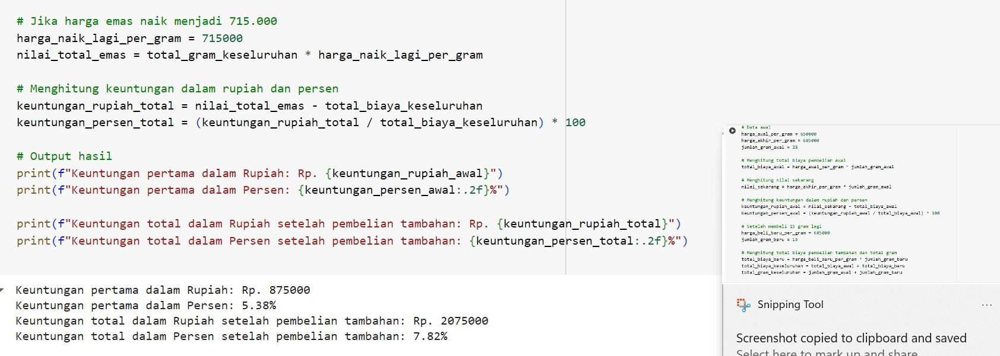 # Jika harga emas naik menjadi 715.000
harga_naik_lagi_per_gram = 715000
nilai_total_emas = total_gram_keseluruhan * harga_naik_lagi_per_gram
# Menghitung keuntungan dalam rupiah dan persen
keuntungan_rupiah_total = nilai_total_emas - total_biaya_keseluruhan
keuntungan_persen_total = (keuntungan_rupiah_total / total_biaya_keseluruhan) * 100
# Output hasil
print(f"Keuntungan pertama dalam Rupiah: Rp. {keuntungan_rupiah_awal}")
print(f"Keuntungan pertama dalam Persen: {keuntungan_persen_awal:.2f}%")
print(f"Keuntungan total dalam Rupiah setelah pembelian tambahan: Rp. {keuntungan_rupiah_total}")
print(f"Keuntungan total dalam Persen setelah pembelian tambahan: {keuntungan_persen_total:.2f}%")
Keuntungan pertama dalam Rupiah: Rp. 875000
Keuntungan pertama dalam Persen: 5.38%
Keuntungan total dalam Rupiah setelah pembelian tambahan: Rp. 2075000
Keuntungan total dalam Persen setelah pembelian tambahan: 7.82%
# Data awal
harga_awal_per_gram = 650000
harga_akhir_per_gram = 685000
jumlah_gram_awal = 25
# Menghitung total biaya pembelian awal
total_biaya_awal = harga_awal_per_gram * jumlah_gram_awal
# Menghitung nilai sekarang
nilai_sekarang = harga_akhir_per_gram * jumlah_gram_awal
# Menghitung keuntungan dalam rupiah dan persen
keuntungan_rupiah_awal = nilai_sekarang - total_biaya_awal
keuntungan_persen_awal = (keuntungan_rupiah_awal / total_biaya_awal) * 100
# Setelah membeli 15 gram lagi
harga_beli_baru_per_gram = 685000
jumlah_gram_baru = 15
# Menghitung total biaya pembelian tambahan dan total gram
total_biaya_baru = harga_beli_baru_per_gram * jumlah_gram_baru
total_biaya_keseluruhan = total_biaya_awal + total_biaya_baru
total_gram_keseluruhan = jumlah_gram_awal + jumlah_gram_baru
Snipping Tool
Screenshot copied to clipboard and saved
Select here to mark up and share